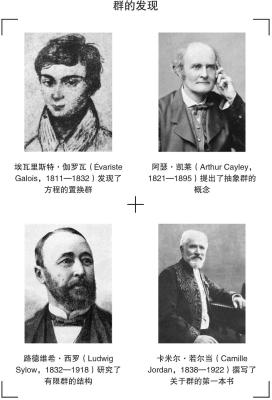 群的发现
埃瓦里斯特·伽罗瓦（Évariste
Galois，1811—1832）发现了
方程的置换群
阿瑟·凯莱（Arthur Cayley，
1821—1895）提出了抽象群的
概念
路德维希·西罗（Ludwig
Sylow，1832—1918）研究了
有限群的结构
卡米尔·若尔当（Camille
Jordan，1838—1922）撰写了
关于群的第一本书